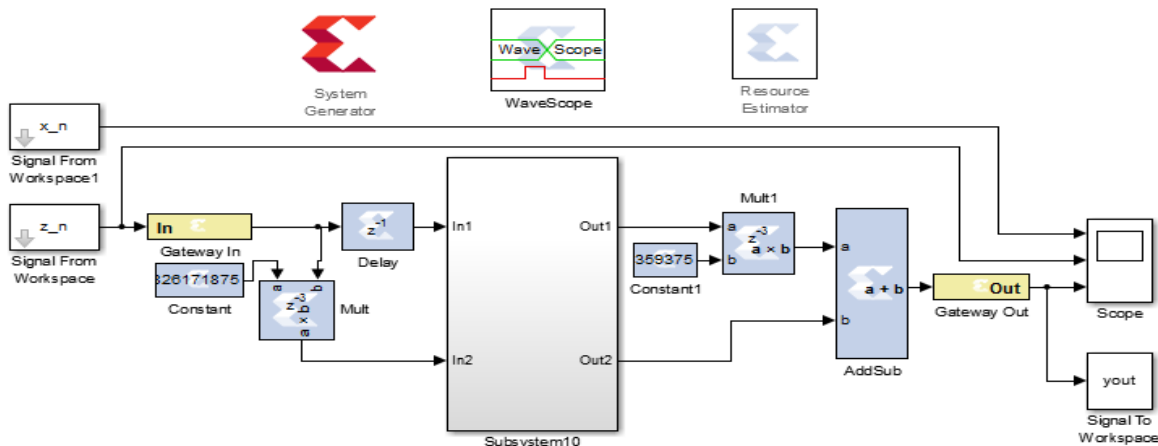 System
Generator
Wave Scope
WaveScope
Resource
Estimator
x_n
Signal From
Workspace1
z_n
Signal From
Workspace
In
Gateway In
326171875
Constant
z⁻³
a
b
a × b
Mult
z⁻¹
Delay
In1
In2
Out1
Out2
Subsystem10
359375
Constant1
Mult1
a
b
z⁻³
a × b
a
b
a + b
AddSub
Out
Gateway Out
Scope
yout
Signal To
Workspace